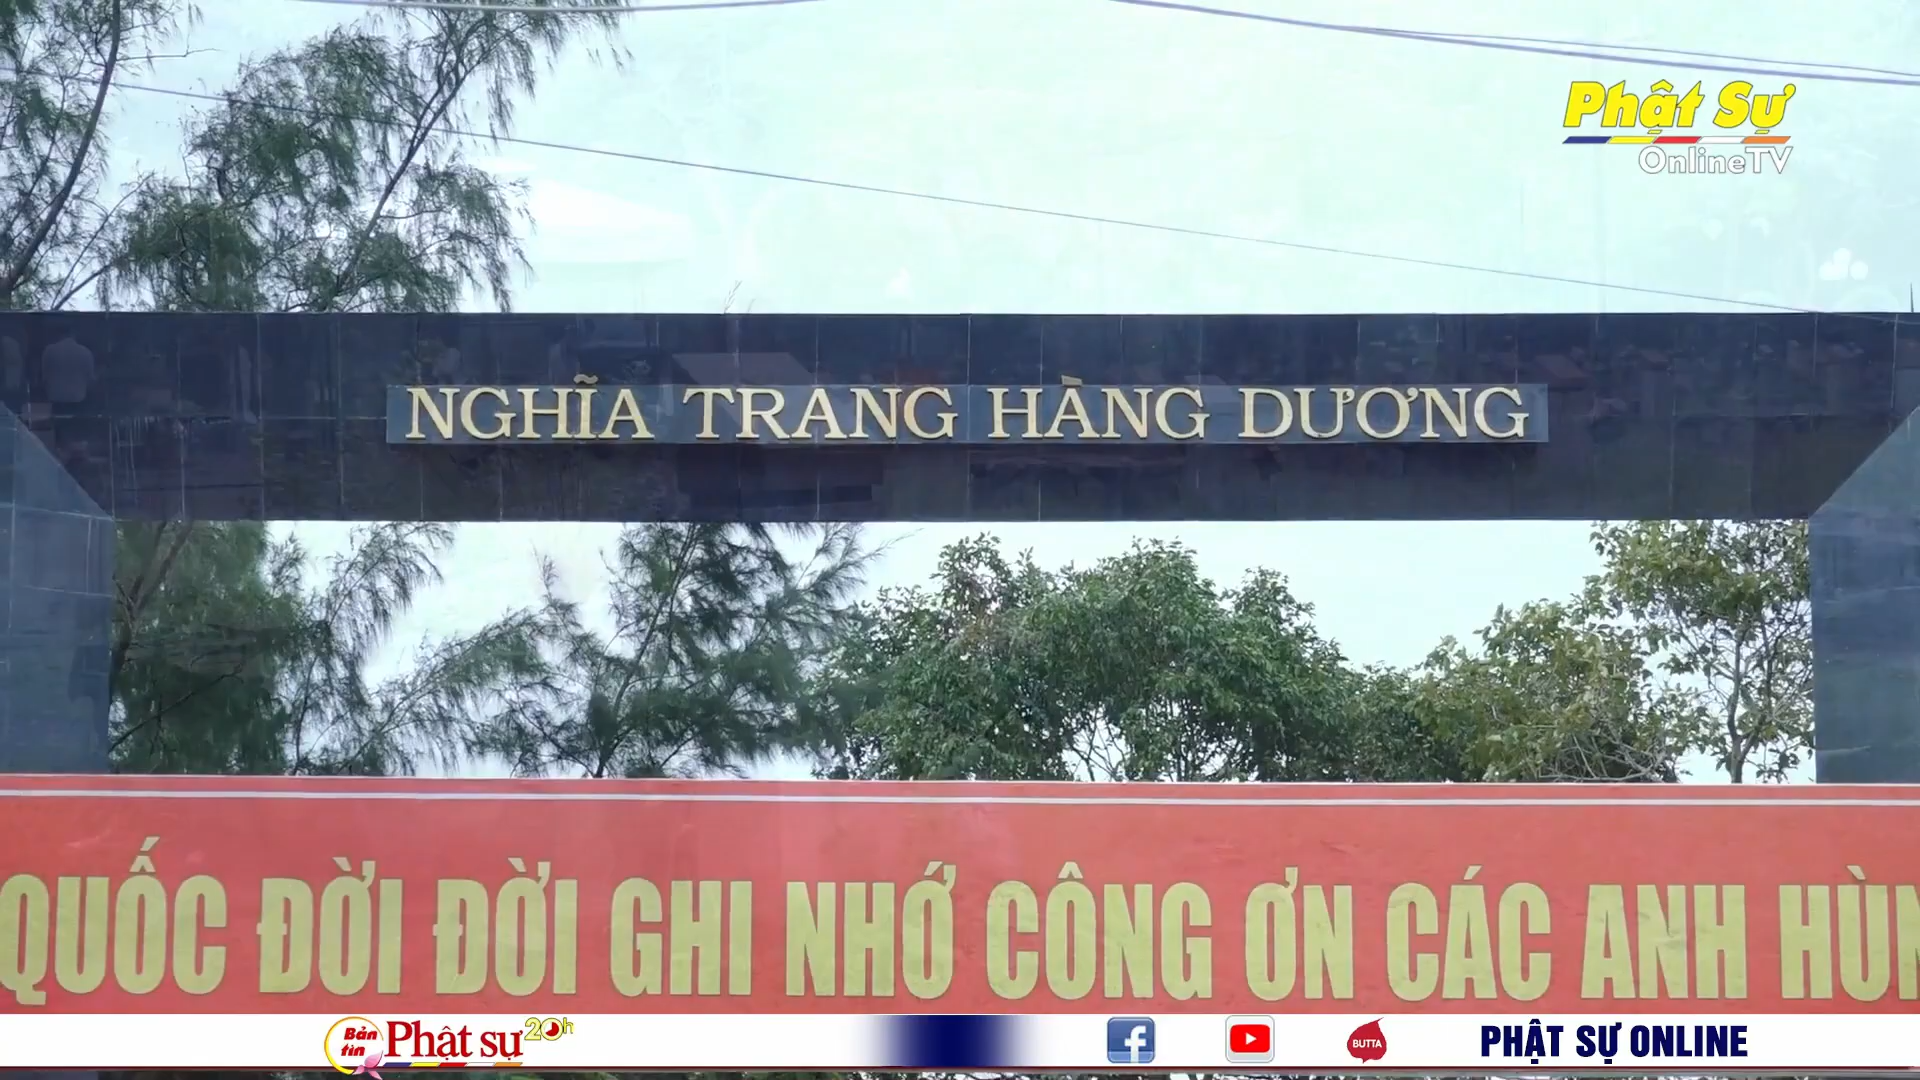 Phật Sự
OnlineTV
NGHĨA TRANG HÀNG DƯƠNG
QUỐC ĐỜI ĐỜI GHI NHỚ CÔNG ƠN CÁC ANH HÙN
Bản tin Phật sự 20h
BUTTA
PHẬT SỰ ONLINE